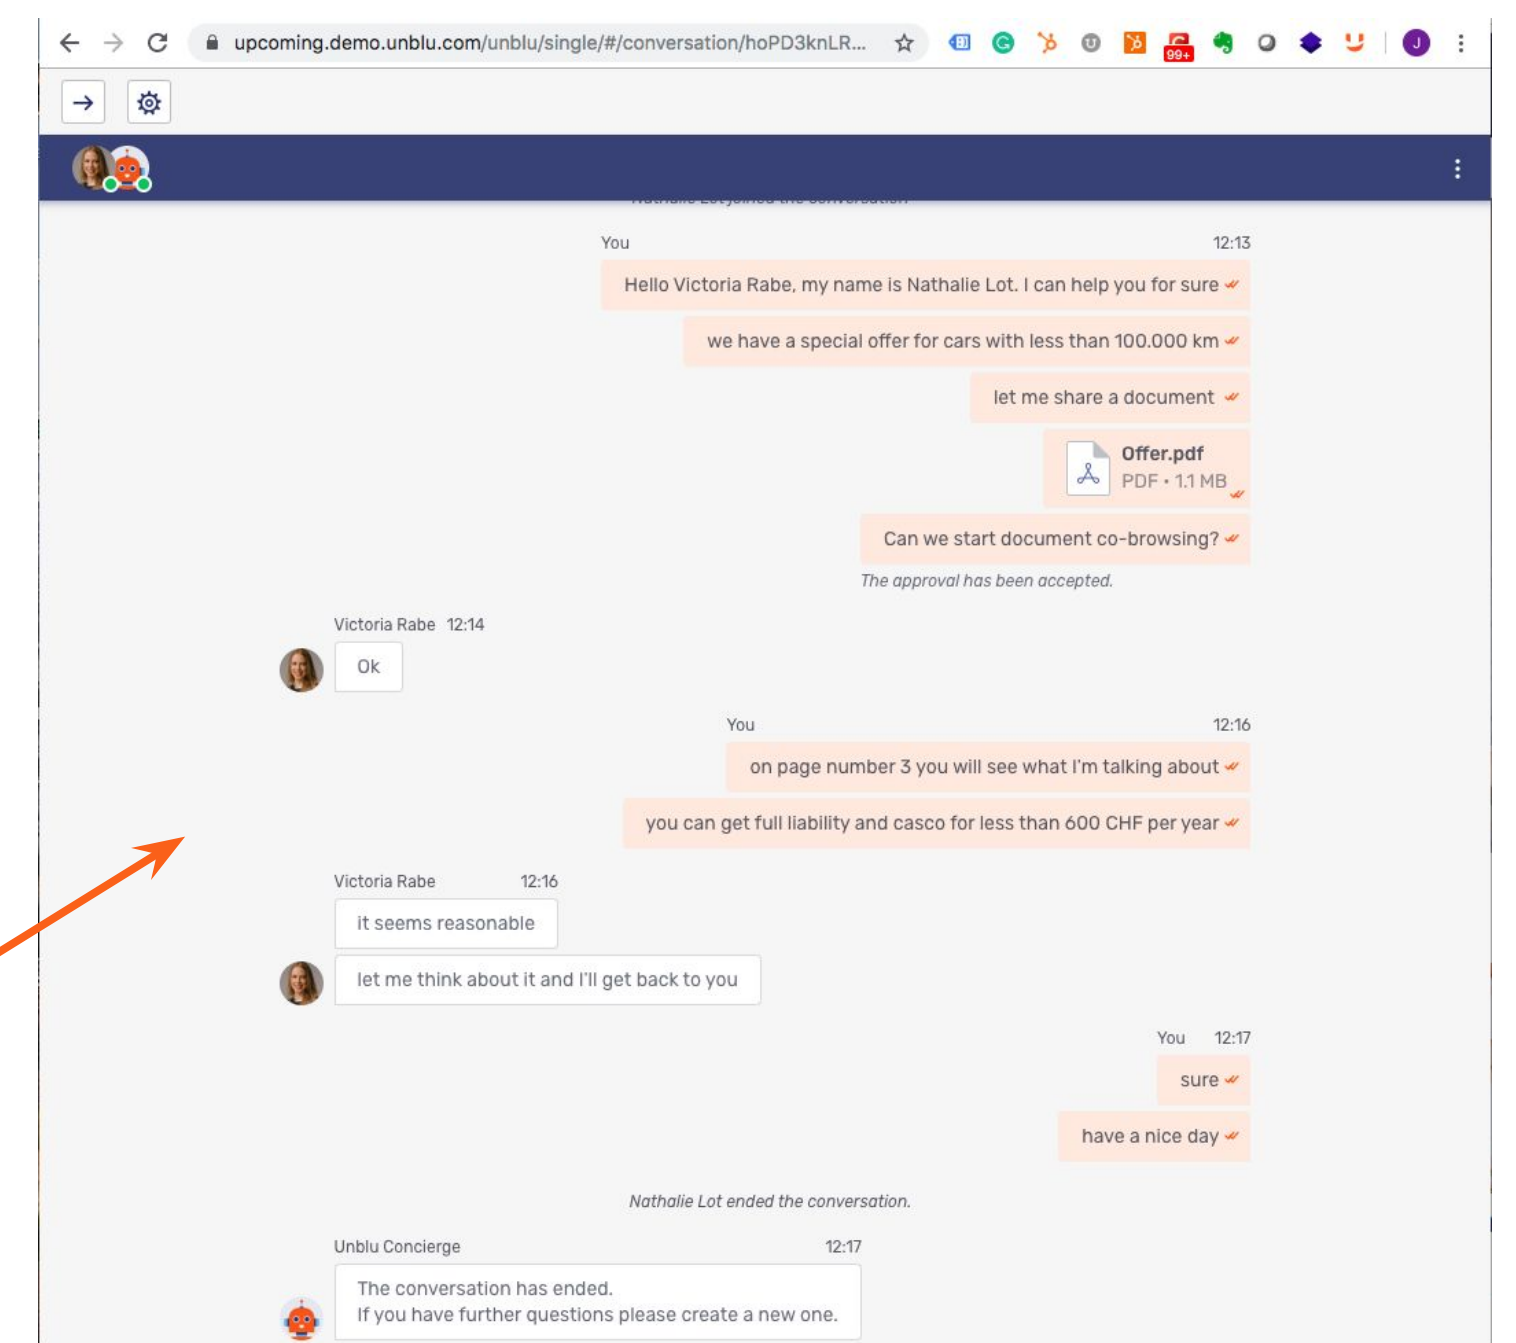 upcoming.demo.unblu.com/unblu/single/#/conversation/hoPD3knLR...
99+
J
Nathalie Lot joined the conversation
You 12:13
Hello Victoria Rabe, my name is Nathalie Lot. I can help you for sure
we have a special offer for cars with less than 100.000 km
let me share a document
Offer.pdf
PDF • 1.1 MB
Can we start document co-browsing?
The approval has been accepted.
Victoria Rabe 12:14
Ok
You 12:16
on page number 3 you will see what I'm talking about
you can get full liability and casco for less than 600 CHF per year
Victoria Rabe 12:16
it seems reasonable
let me think about it and I'll get back to you
You 12:17
sure
have a nice day
Nathalie Lot ended the conversation.
Unblu Concierge 12:17
The conversation has ended.
If you have further questions please create a new one.